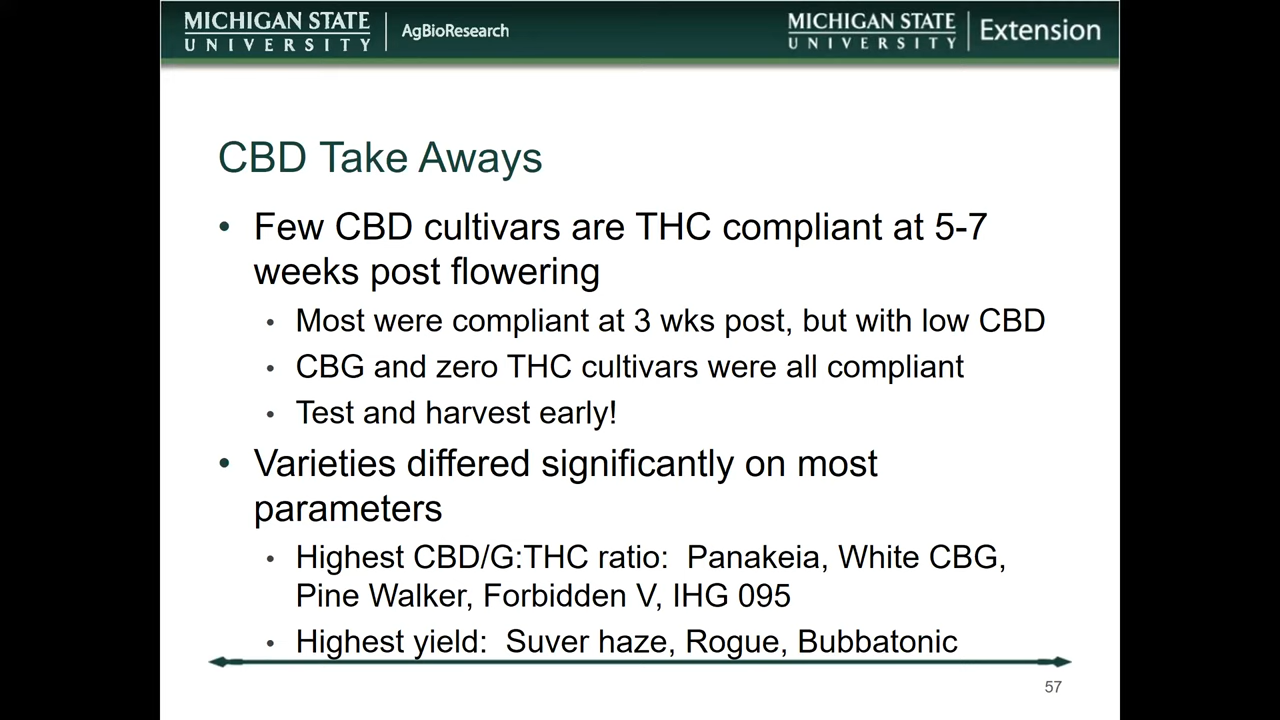 MICHIGAN STATE
UNIVERSITY
AgBioResearch
MICHIGAN STATE
UNIVERSITY
Extension
CBD Take Aways
• Few CBD cultivars are THC compliant at 5-7
weeks post flowering
• Most were compliant at 3 wks post, but with low CBD
• CBG and zero THC cultivars were all compliant
• Test and harvest early!
• Varieties differed significantly on most
parameters
• Highest CBD/G:THC ratio: Panakeia, White CBG,
Pine Walker, Forbidden V, IHG 095
• Highest yield: Suver haze, Rogue, Bubbatonic
57